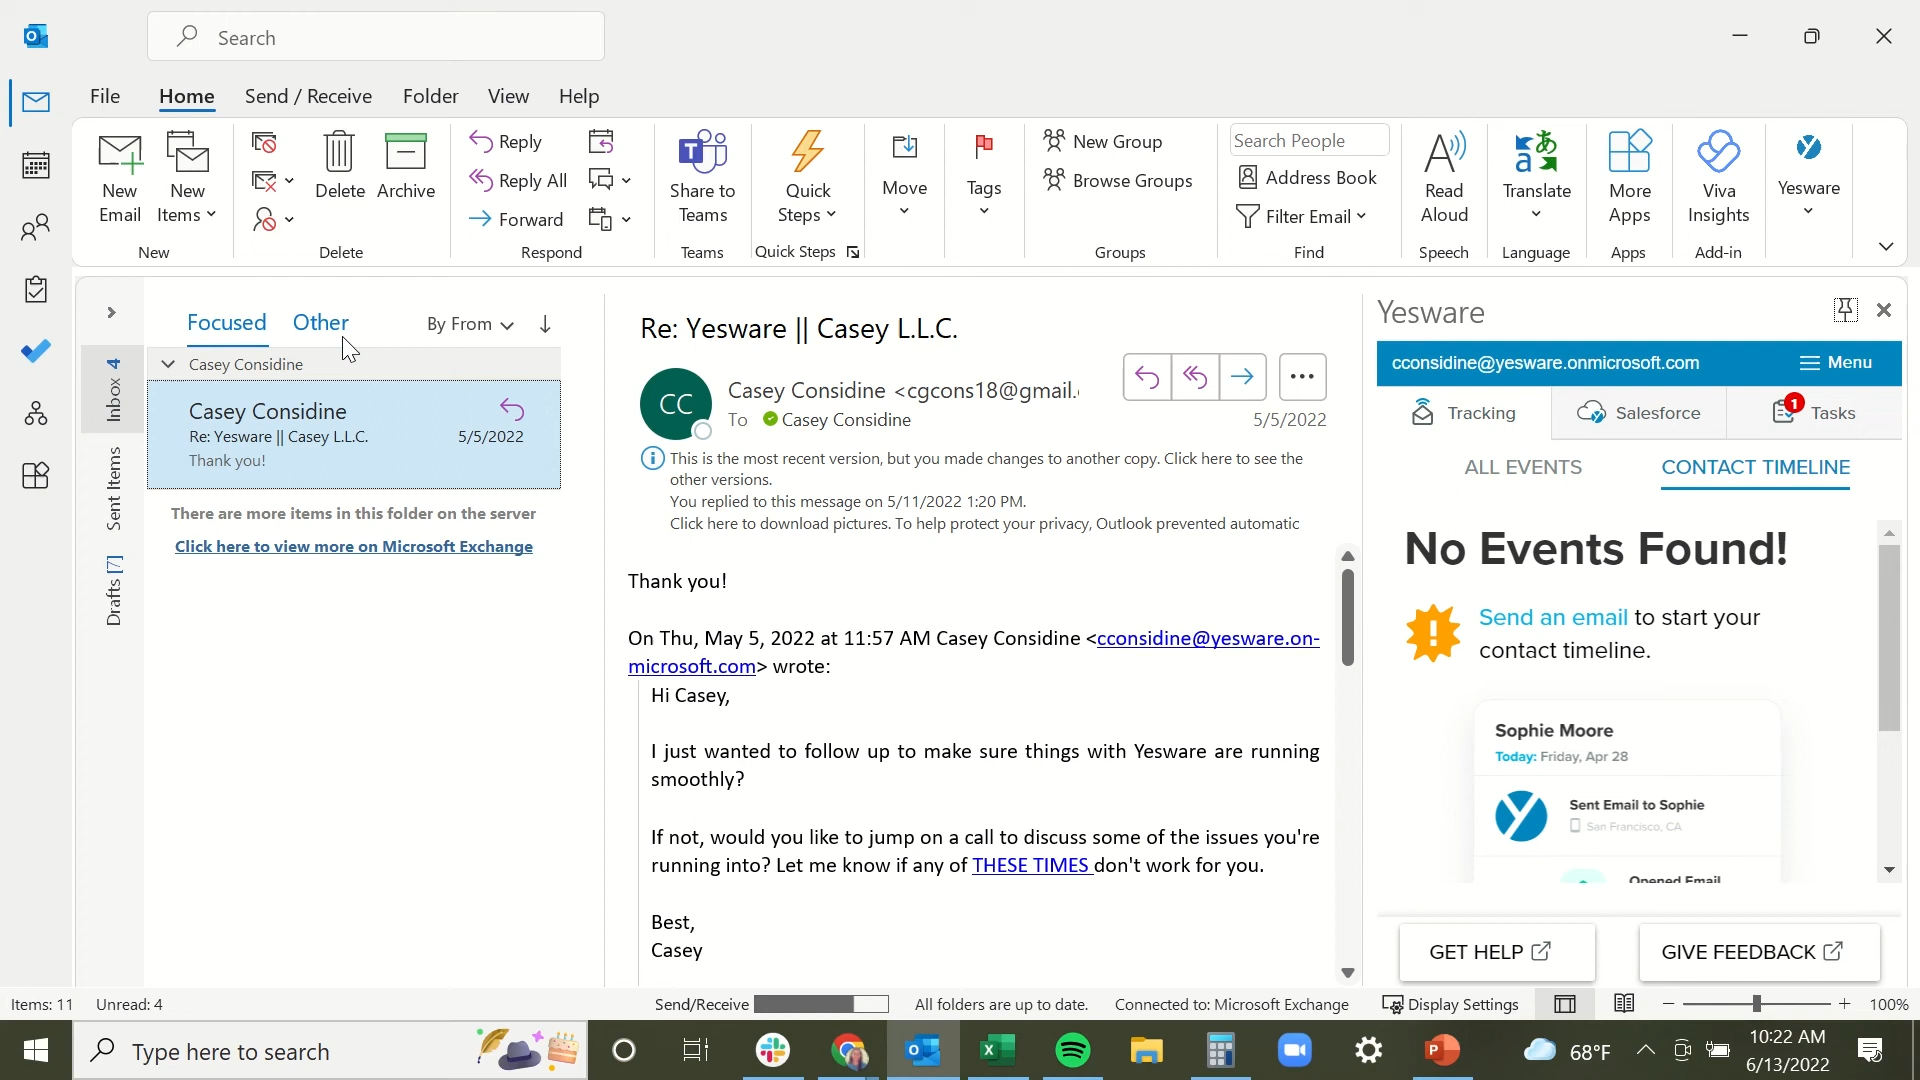 Search
File Home Send / Receive Folder View Help
New Email
New Items
New
Delete
Archive
Delete
Reply
Reply All
Forward
Respond
Share to Teams
Teams
Quick Steps
Quick Steps
Move
Tags
New Group
Browse Groups
Groups
Search People
Address Book
Filter Email
Find
Read Aloud
Speech
Translate
Language
More Apps
Apps
Viva Insights
Add-in
Yesware
Inbox 4
Sent Items
Drafts [7]
Focused Other By From
Casey Considine
Casey Considine
Re: Yesware || Casey L.L.C. 5/5/2022
Thank you!
There are more items in this folder on the server
Click here to view more on Microsoft Exchange
Re: Yesware || Casey L.L.C.
CC
Casey Considine <cgcons18@gmail.
To Casey Considine 5/5/2022
This is the most recent version, but you made changes to another copy. Click here to see the
other versions.
You replied to this message on 5/11/2022 1:20 PM.
Click here to download pictures. To help protect your privacy, Outlook prevented automatic
Thank you!
On Thu, May 5, 2022 at 11:57 AM Casey Considine <cconsidine@yesware.on-
microsoft.com> wrote:
Hi Casey,
I just wanted to follow up to make sure things with Yesware are running
smoothly?
If not, would you like to jump on a call to discuss some of the issues you're
running into? Let me know if any of THESE TIMES don't work for you.
Best,
Casey
Yesware
cconsidine@yesware.onmicrosoft.com Menu
Tracking Salesforce 1 Tasks
ALL EVENTS CONTACT TIMELINE
No Events Found!
Send an email to start your
contact timeline.
Sophie Moore
Today: Friday, Apr 28
Sent Email to Sophie
San Francisco, CA
Opened Email
GET HELP GIVE FEEDBACK
Items: 11 Unread: 4 Send/Receive All folders are up to date. Connected to: Microsoft Exchange Display Settings 100%
Type here to search
68°F
10:22 AM
6/13/2022